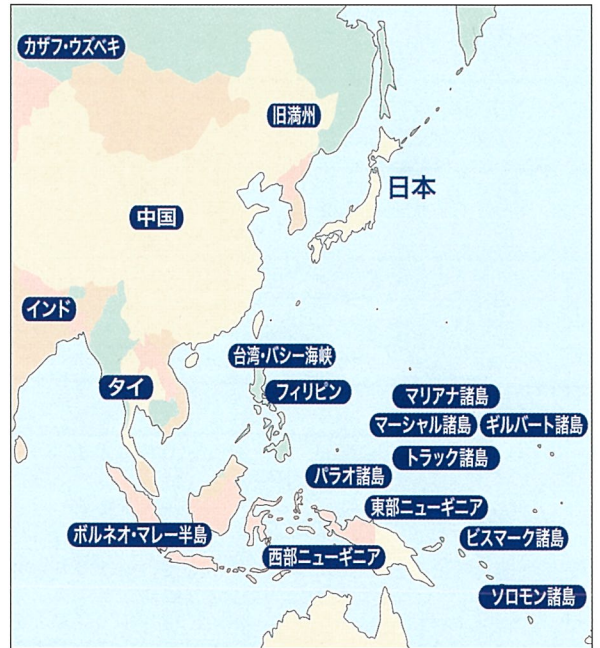 カザフ・ウズベキ
旧満州
日本
中国
インド
台湾・バシー海峡
タイ
フィリピン
マリアナ諸島
マーシャル諸島
ギルバート諸島
トラック諸島
パラオ諸島
東部ニューギニア
ボルネオ・マレー半島
ビスマーク諸島
西部ニューギニア
ソロモン諸島